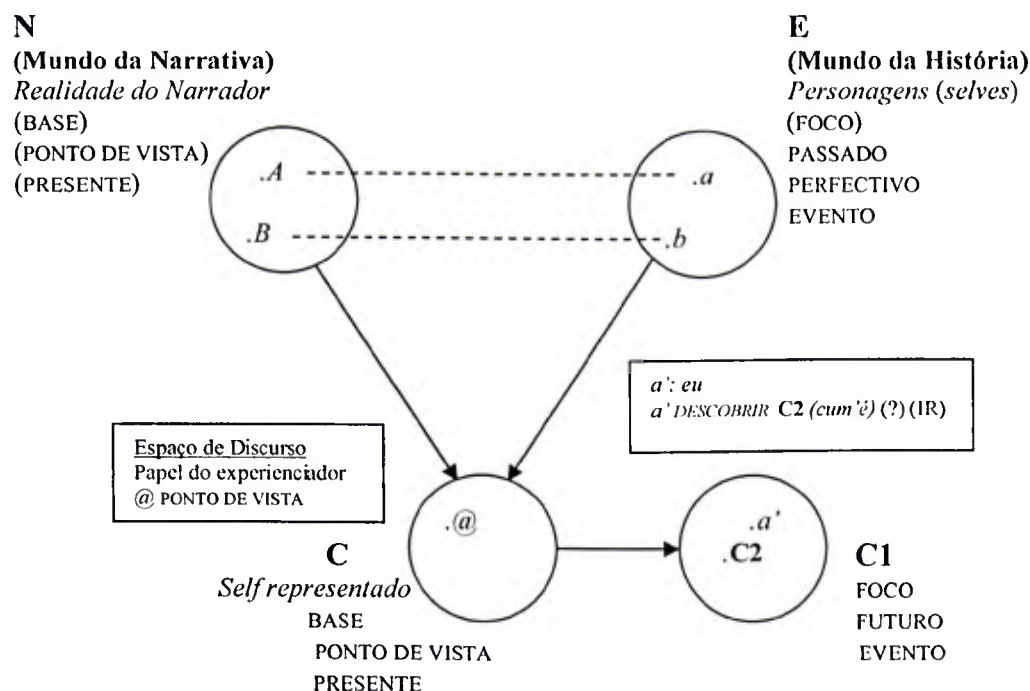 N
(Mundo da Narrativa)
Realidade do Narrador
(BASE)
(PONTO DE VISTA)
(PRESENTE)
E
(Mundo da História)
Personagens (selves)
(FOCO)
PASSADO
PERFECTIVO
EVENTO
.A
.a
.B
.b
a': eu
a' DESCOBRIR C2 (cum'é) (?) (IR)
Espaço de Discurso
Papel do experienciador
@ PONTO DE VISTA
.@
.a'
.C2
C
Self representado
BASE
PONTO DE VISTA
PRESENTE
C1
FOCO
FUTURO
EVENTO